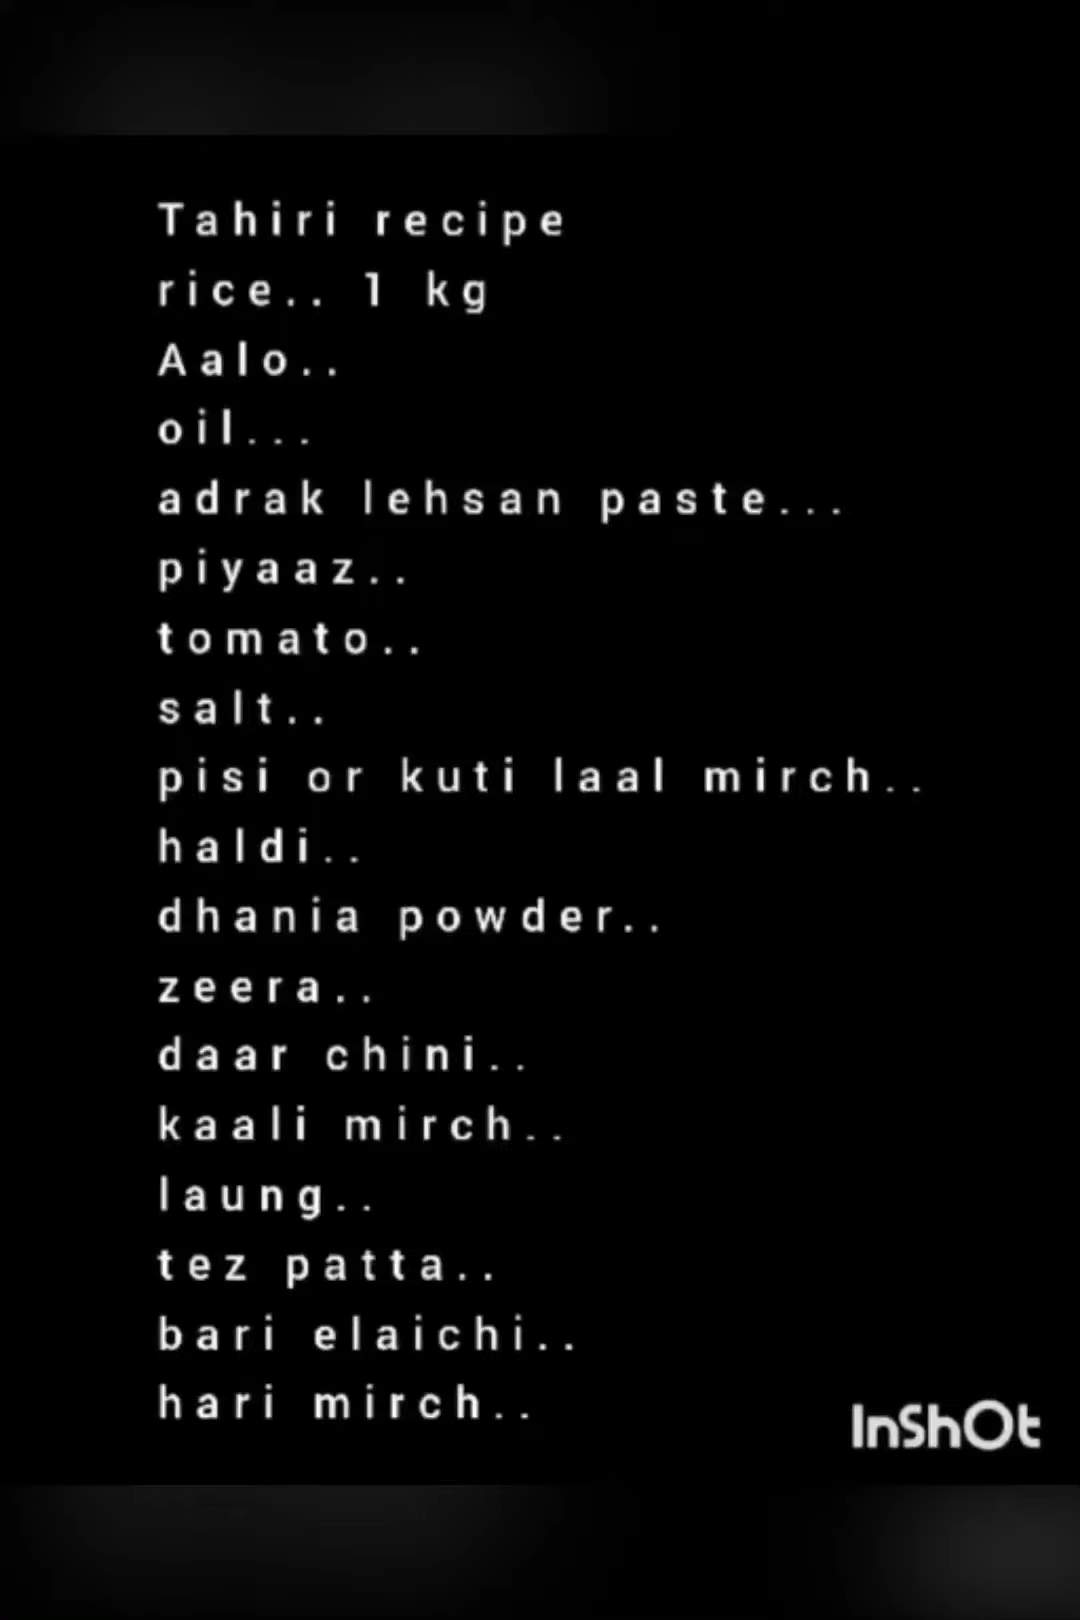 Tahiri recipe
rice.. 1 kg
Aalo..
oil...
adrak lehsan paste...
piyaaz..
tomato..
salt..
pisi or kuti laal mirch..
haldi..
dhania powder..
zeera..
daar chini..
kaali mirch..
laung..
tez patta..
bari elaichi..
hari mirch..
InShOt